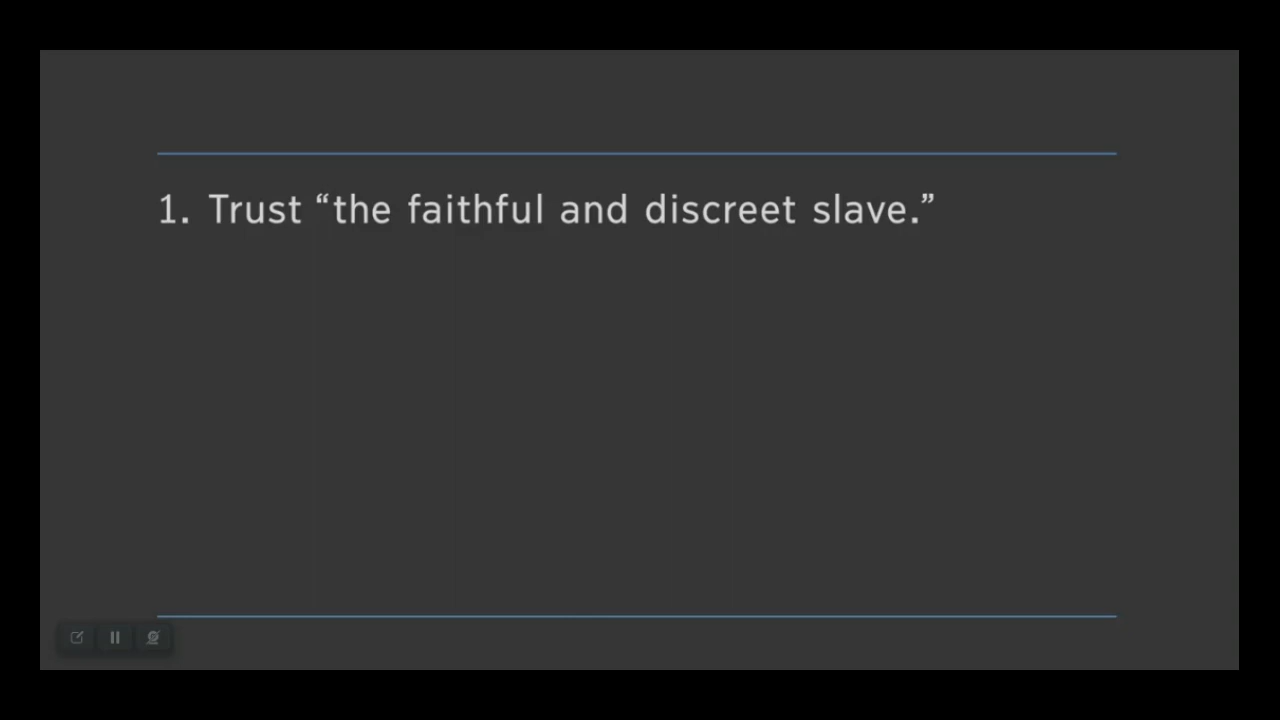 1. Trust “the faithful and discreet slave.”